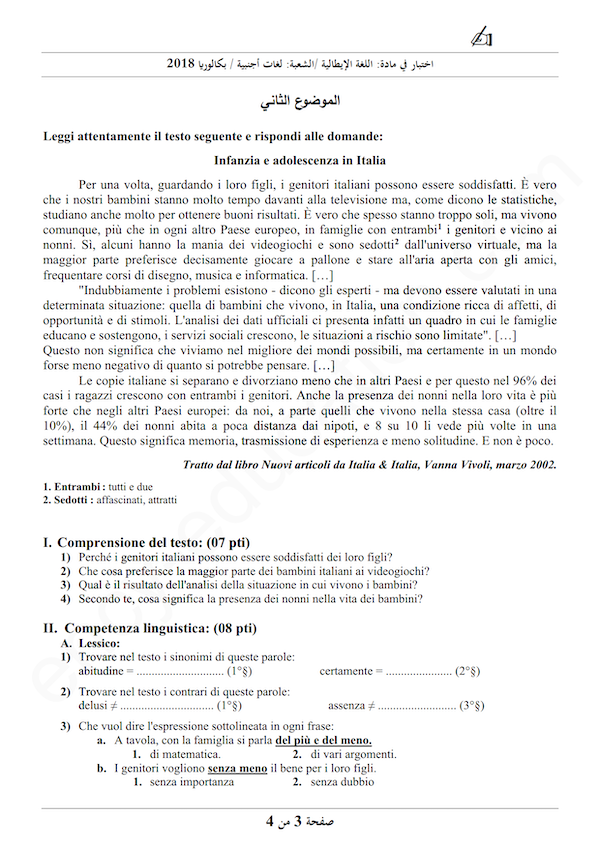 اختبار في مادة: اللغة الإيطالية /الشعبة: لغات أجنبية / بكالوريا 2018
الموضوع الثاني
Leggi attentamente il testo seguente e rispondi alle domande:
Infanzia e adolescenza in Italia
Per una volta, guardando i loro figli, i genitori italiani possono essere soddisfatti. È vero
che i nostri bambini stanno molto tempo davanti alla televisione ma, come dicono le statistiche,
studiano anche molto per ottenere buoni risultati. È vero che spesso stanno troppo soli, ma vivono
comunque, più che in ogni altro Paese europeo, in famiglie con entrambi¹ i genitori e vicino ai
nonni. Sì, alcuni hanno la mania dei videogiochi e sono sedotti² dall'universo virtuale, ma la
maggior parte preferisce decisamente giocare a pallone e stare all'aria aperta con gli amici,
frequentare corsi di disegno, musica e informatica. […]
"Indubbiamente i problemi esistono - dicono gli esperti - ma devono essere valutati in una
determinata situazione: quella di bambini che vivono, in Italia, una condizione ricca di affetti, di
opportunità e di stimoli. L'analisi dei dati ufficiali ci presenta infatti un quadro in cui le famiglie
educano e sostengono, i servizi sociali crescono, le situazioni a rischio sono limitate". […]
Questo non significa che viviamo nel migliore dei mondi possibili, ma certamente in un mondo
forse meno negativo di quanto si potrebbe pensare. […]
Le copie italiane si separano e divorziano meno che in altri Paesi e per questo nel 96% dei
casi i ragazzi crescono con entrambi i genitori. Anche la presenza dei nonni nella loro vita è più
forte che negli altri Paesi europei: da noi, a parte quelli che vivono nella stessa casa (oltre il
10%), il 44% dei nonni abita a poca distanza dai nipoti, e 8 su 10 li vede più volte in una
settimana. Questo significa memoria, trasmissione di esperienza e meno solitudine. E non è poco.
Tratto dal libro Nuovi articoli da Italia & Italia, Vanna Vivoli, marzo 2002.
1. Entrambi : tutti e due
2. Sedotti : affascinati, attratti
I. Comprensione del testo: (07 pti)
1) Perché i genitori italiani possono essere soddisfatti dei loro figli?
2) Che cosa preferisce la maggior parte dei bambini italiani ai videogiochi?
3) Qual è il risultato dell'analisi della situazione in cui vivono i bambini?
4) Secondo te, cosa significa la presenza dei nonni nella vita dei bambini?
II. Competenza linguistica: (08 pti)
A. Lessico:
1) Trovare nel testo i sinonimi di queste parole:
abitudine = ............................ (1°§) certamente = ..................... (2°§)
2) Trovare nel testo i contrari di queste parole:
delusi ≠ .............................. (1°§) assenza ≠ ......................... (3°§)
3) Che vuol dire l'espressione sottolineata in ogni frase:
a. A tavola, con la famiglia si parla del più e del meno.
1. di matematica. 2. di vari argomenti.
b. I genitori vogliono senza meno il bene per i loro figli.
1. senza importanza 2. senza dubbio
صفحة 3 من 4